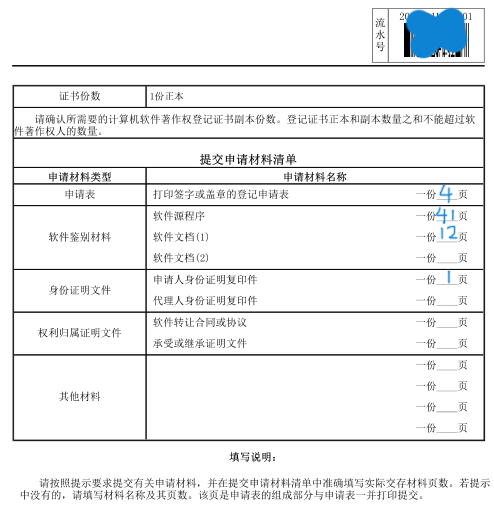 流水号
证书份数 1份正本
请确认所需要的计算机软件著作权登记证书副本份数。登记证书正本和副本数量之和不能超过软
件著作权人的数量。
提交申请材料清单
申请材料类型 申请材料名称
申请表 打印签字或盖章的登记申请表 一份 4 页
软件鉴别材料 软件源程序 一份 41 页
软件文档(1) 一份 12 页
软件文档(2) 一份____页
身份证明文件 申请人身份证明复印件 一份 1 页
代理人身份证明复印件 一份____页
权利归属证明文件 软件转让合同或协议 一份____页
承受或继承证明文件 一份____页
其他材料 一份____页
一份____页
一份____页
一份____页
填写说明:
请按照提示要求提交有关申请材料,并在提交申请材料清单中准确填写实际交存材料页数。若提示
中没有的,请填写材料名称及其页数。该页是申请表的组成部分与申请表一并打印提交。